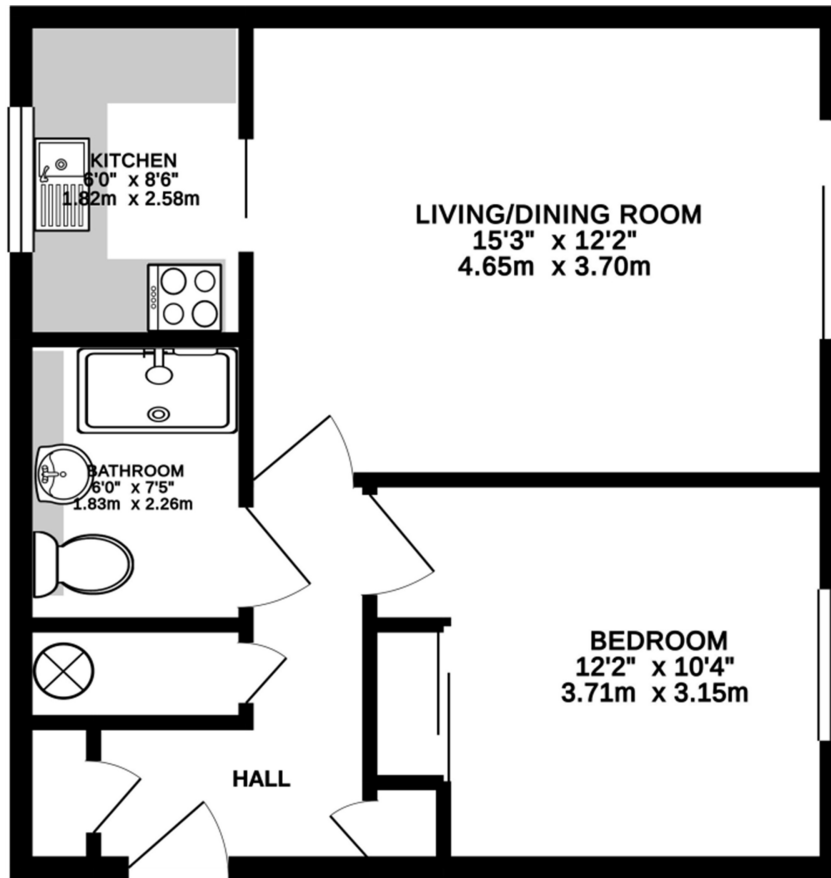 KITCHEN
6'0" x 8'6"
1.82m x 2.58m
LIVING/DINING ROOM
15'3" x 12'2"
4.65m x 3.70m
BATHROOM
6'0" x 7'5"
1.83m x 2.26m
BEDROOM
12'2" x 10'4"
3.71m x 3.15m
HALL